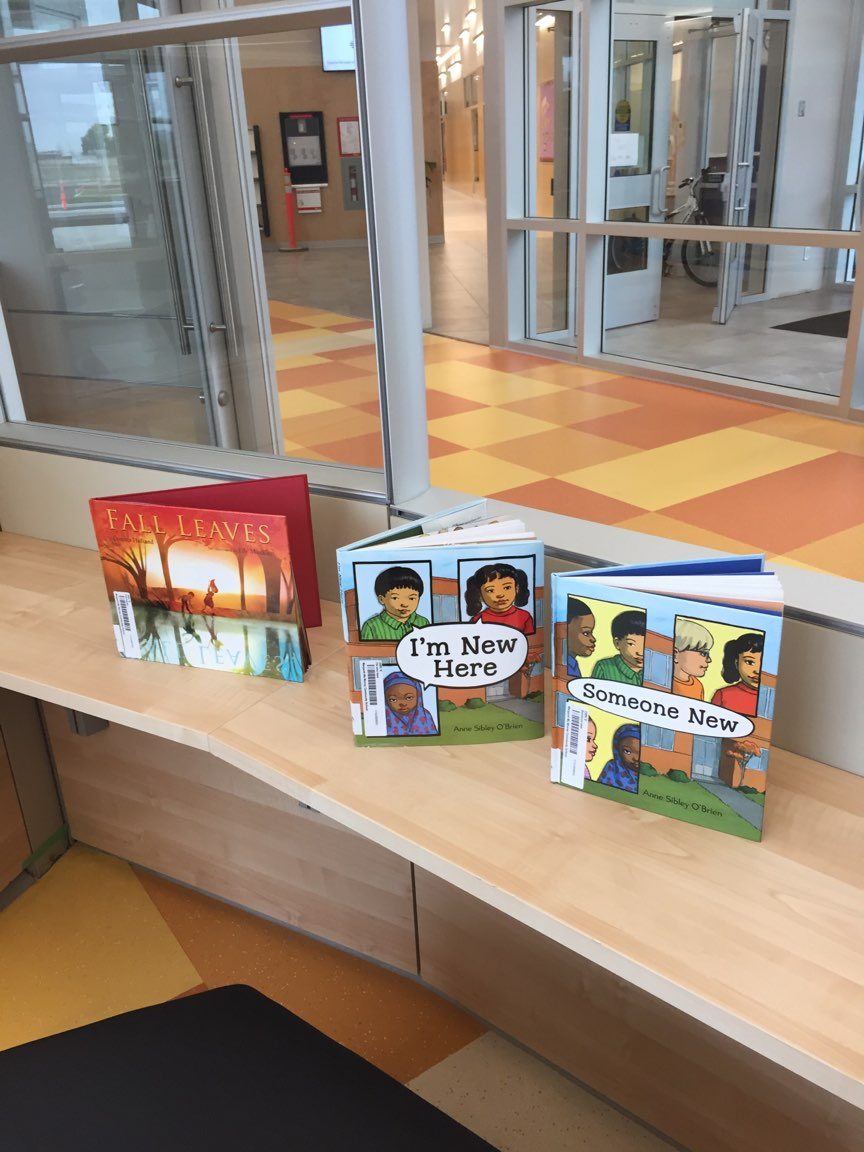 FALL LEAVES
I'm New
Here
Anne Sibley O'Brien
Someone New
Anne Sibley O'Brien